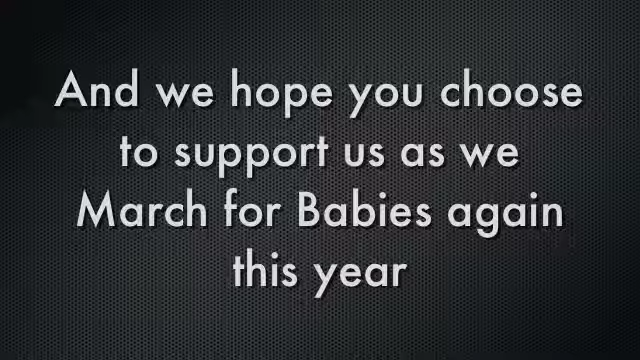 And we hope you choose
to support us as we
March for Babies again
this year